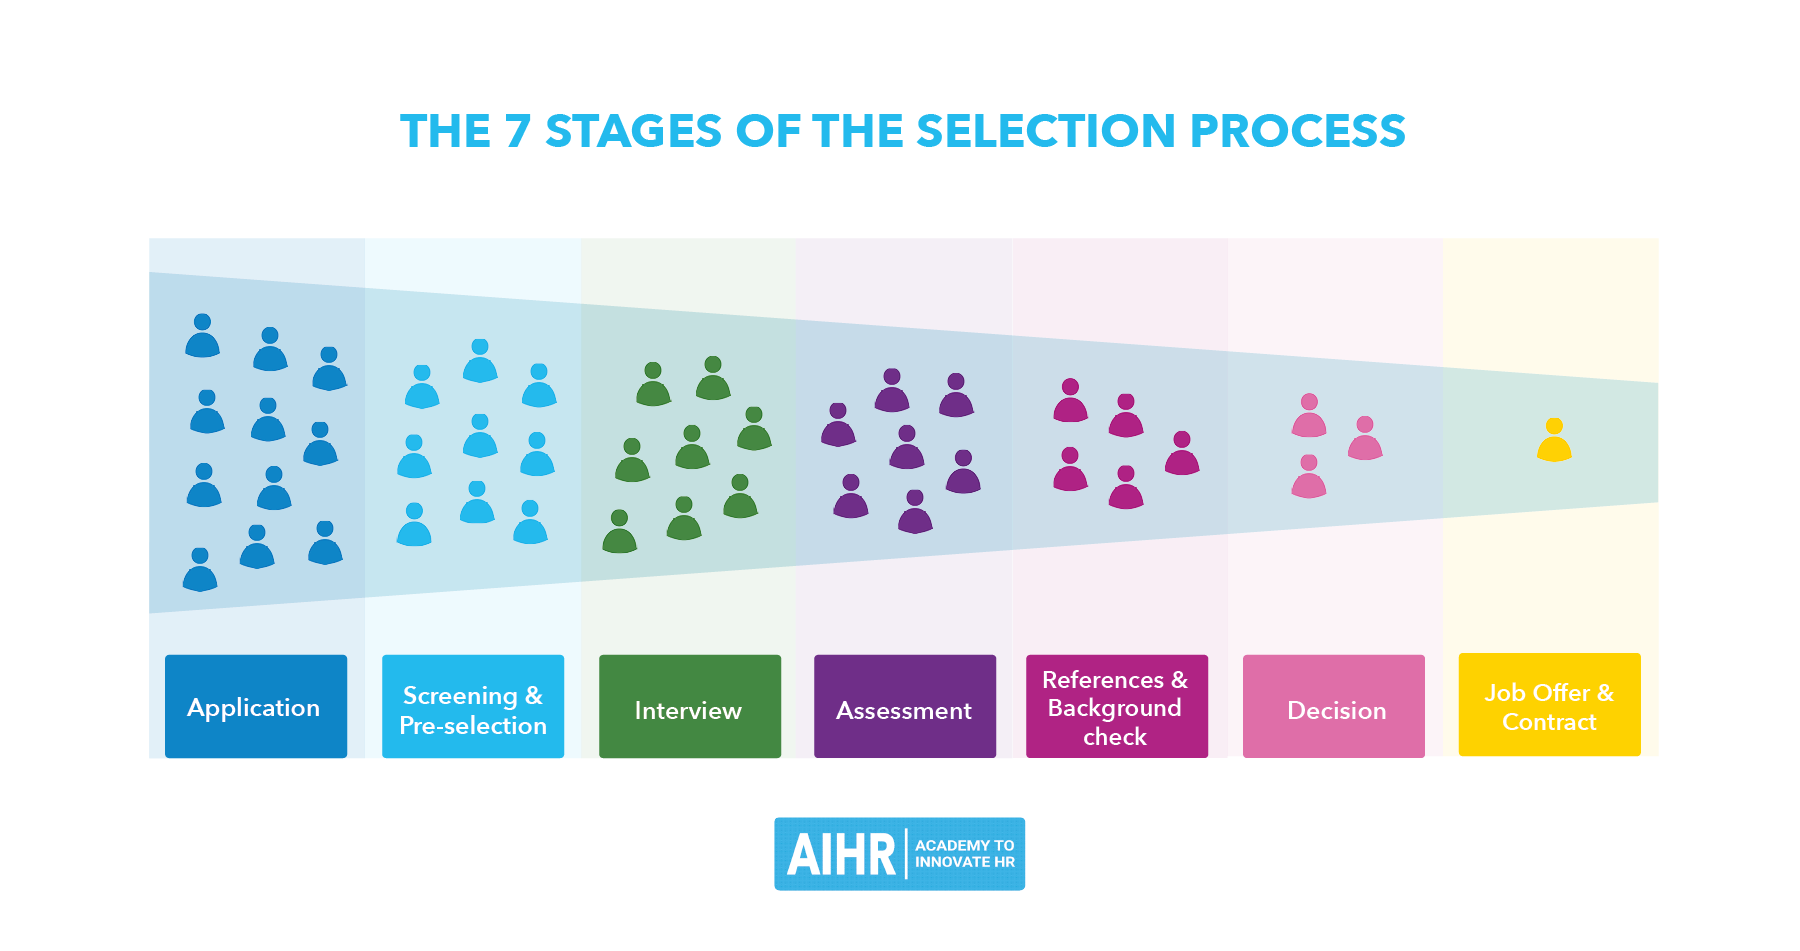 THE 7 STAGES OF THE SELECTION PROCESS
Application
Screening &
Pre-selection
Interview
Assessment
References &
Background
check
Decision
Job Offer &
Contract
AIHR
ACADEMY TO
INNOVATE HR